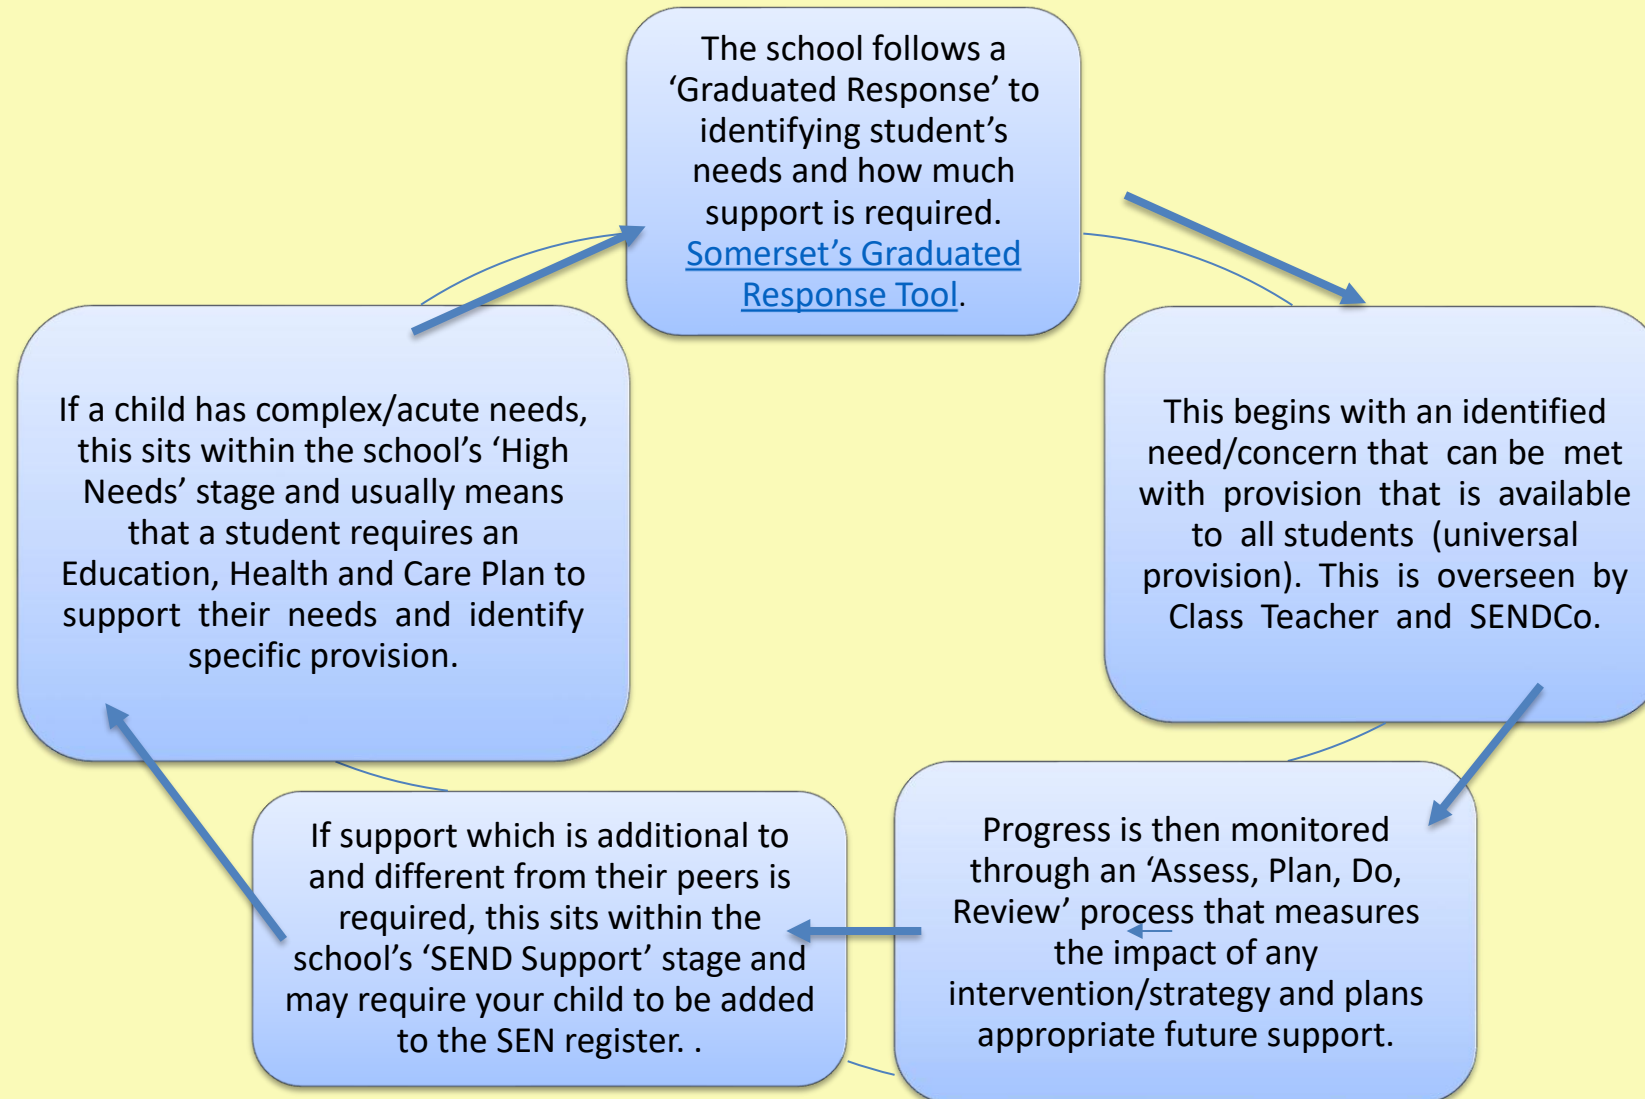 The school follows a
‘Graduated Response’ to
identifying student’s
needs and how much
support is required.
Somerset’s Graduated
Response Tool.
This begins with an identified
need/concern that can be met
with provision that is available
to all students (universal
provision). This is overseen by
Class Teacher and SENDCo.
Progress is then monitored
through an ‘Assess, Plan, Do,
Review’ process that measures
the impact of any
intervention/strategy and plans
appropriate future support.
If support which is additional to
and different from their peers is
required, this sits within the
school’s ‘SEND Support’ stage and
may require your child to be added
to the SEN register. .
If a child has complex/acute needs,
this sits within the school’s ‘High
Needs’ stage and usually means
that a student requires an
Education, Health and Care Plan to
support their needs and identify
specific provision.